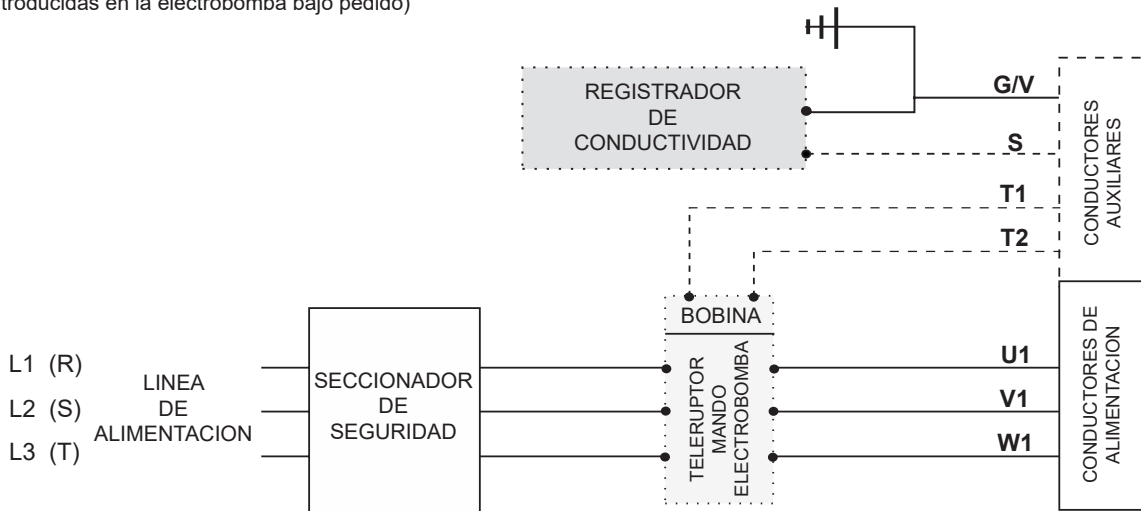 troducidas en la electrobomba bajo pedido)
REGISTRADOR
DE
CONDUCTIVIDAD
G/V
S
T1
T2
CONDUCTORES
AUXILIARES
BOBINA
L1 (R)
L2 (S)
L3 (T)
LINEA
DE
ALIMENTACION
SECCIONADOR
DE
SEGURIDAD
TELERUPTOR
MANDO
ELECTROBOMBA
U1
V1
W1
CONDUCTORES DE
ALIMENTACION